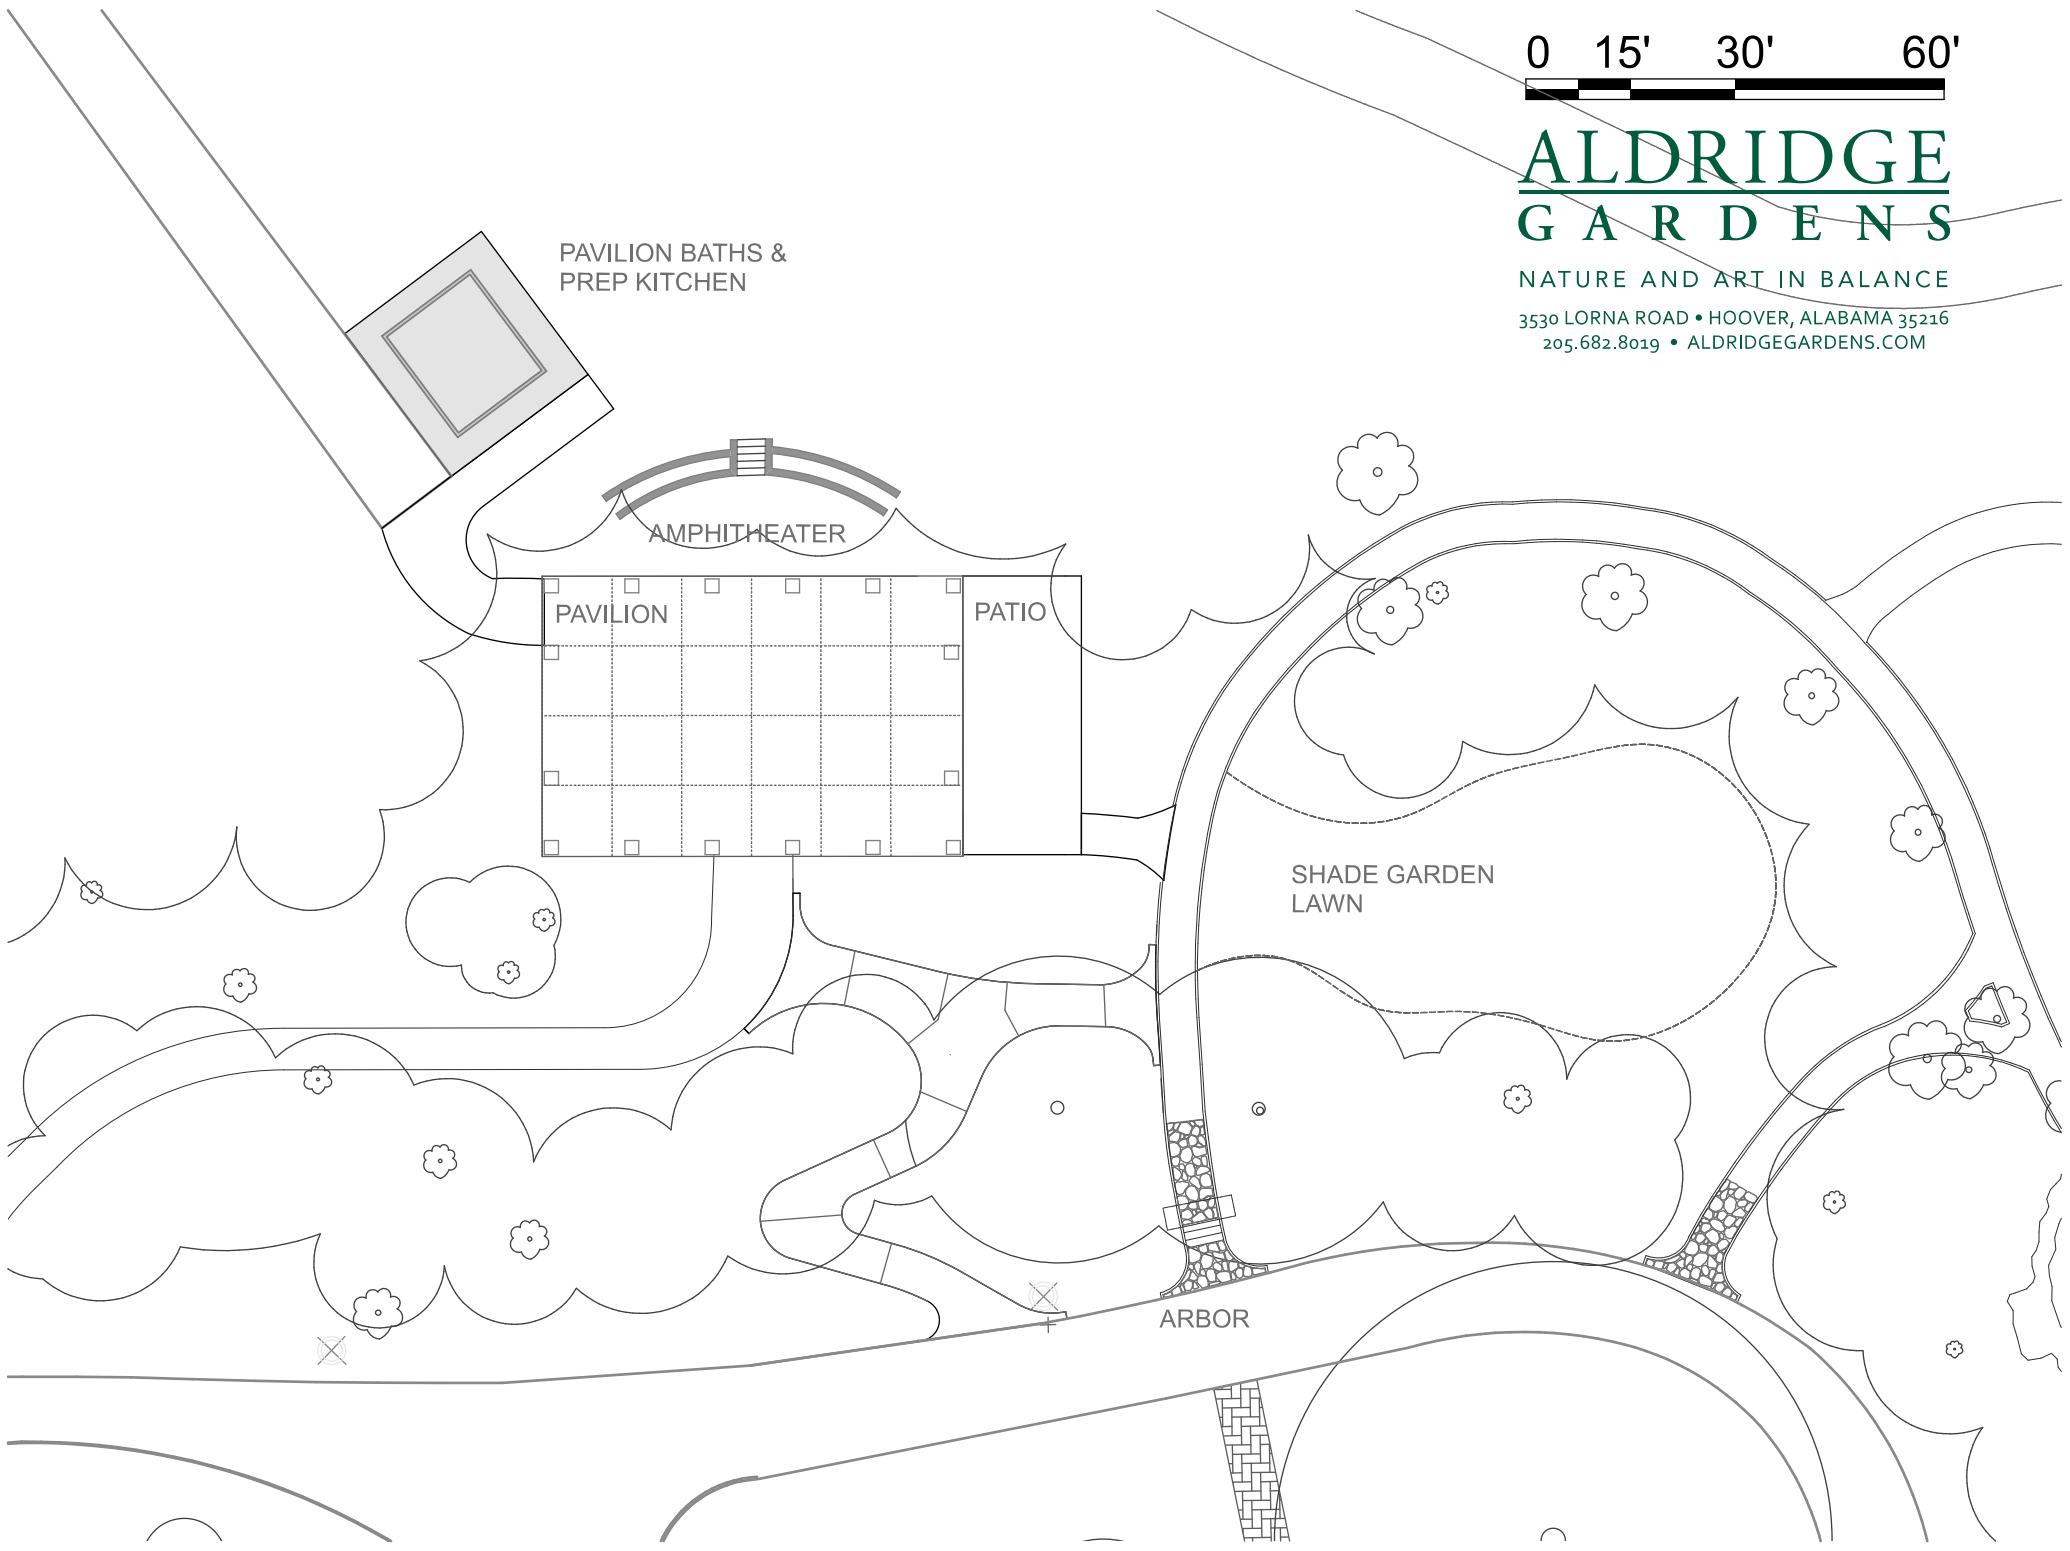 0 15' 30' 60'
ALDRIDGE
GARDENS
NATURE AND ART IN BALANCE
3530 LORNA ROAD • HOOVER, ALABAMA 35216
205.682.8019 • ALDRIDGEGARDENS.COM
PAVILION BATHS &
PREP KITCHEN
AMPHITHEATER
PAVILION
PATIO
SHADE GARDEN
LAWN
ARBOR